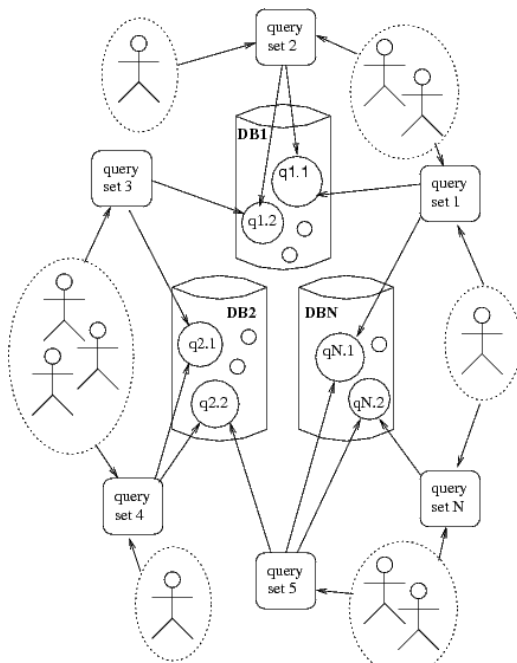 query
set 2
DB1
q1.1
q1.2
query
set 3
query
set 1
DB2
DBN
q2.1
qN.1
q2.2
qN.2
query
set 4
query
set N
query
set 5